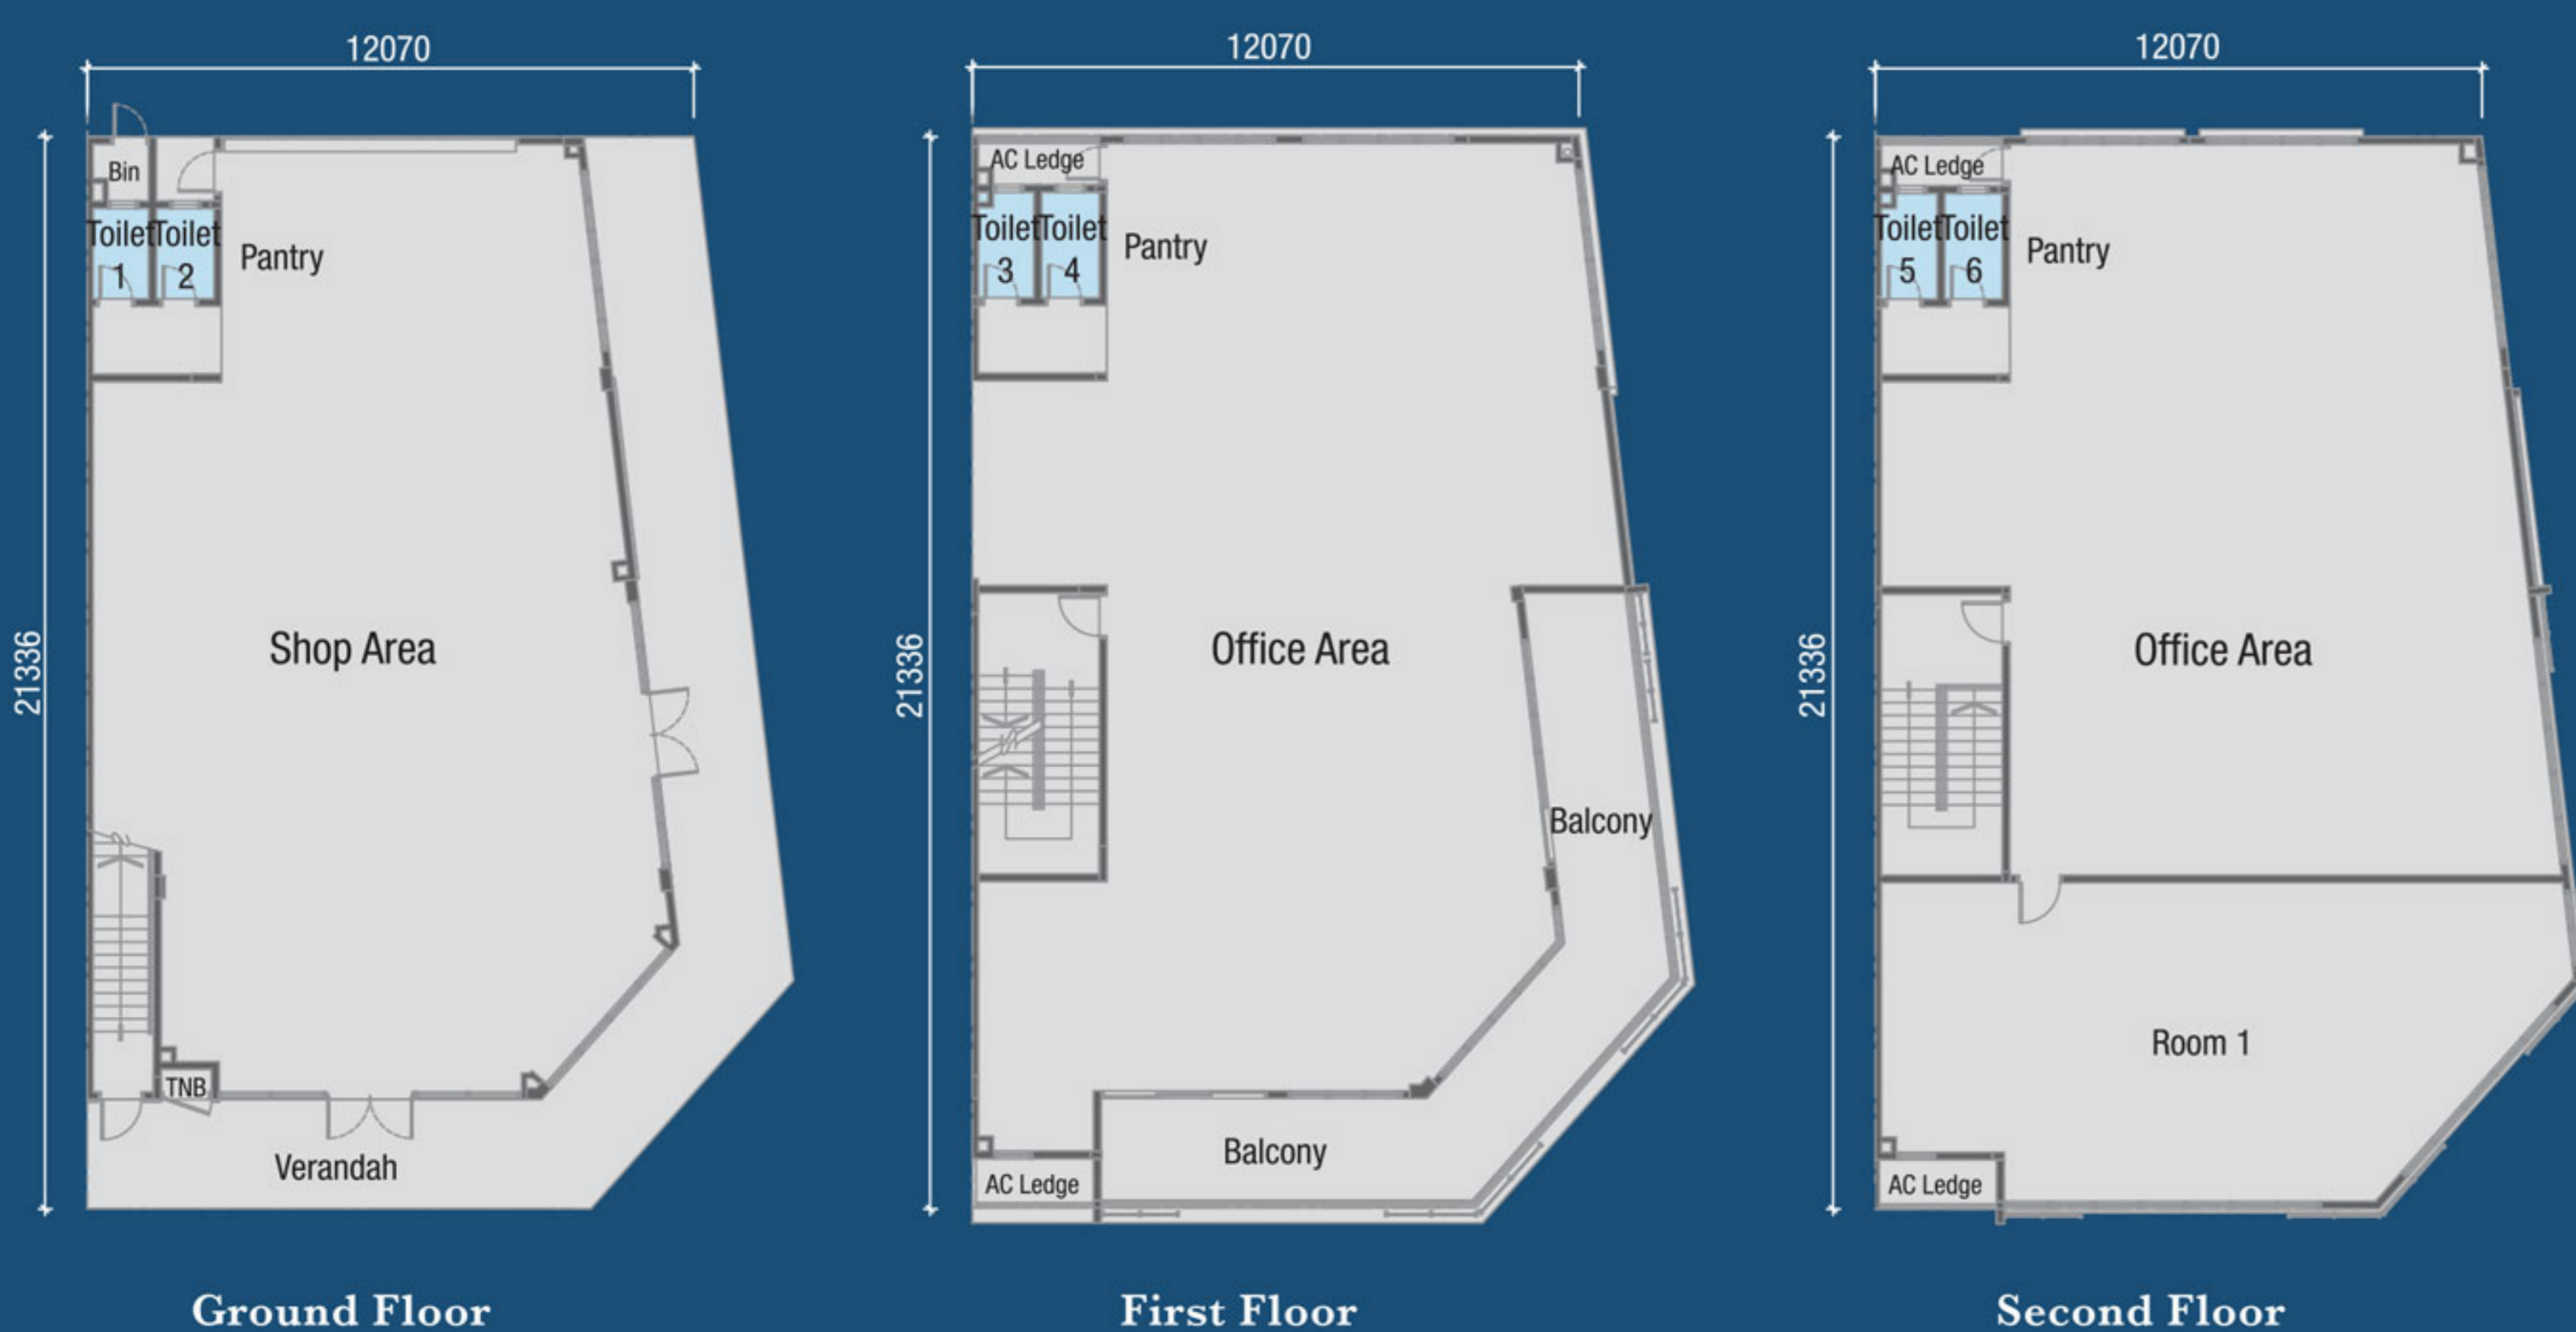 12070
21336
Bin
Toilet
1
Toilet
2
Pantry
Shop Area
TNB
Verandah
Ground Floor
12070
21336
AC Ledge
Toilet
3
Toilet
4
Pantry
Office Area
Balcony
Balcony
AC Ledge
First Floor
12070
21336
AC Ledge
Toilet
5
Toilet
6
Pantry
Office Area
Room 1
AC Ledge
Second Floor